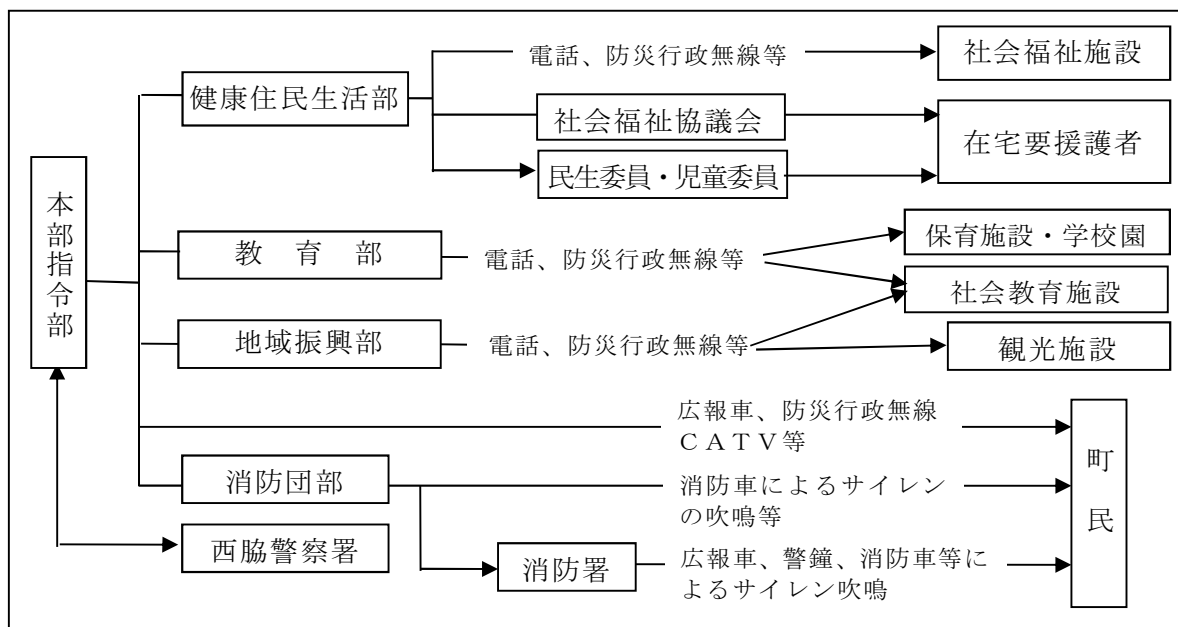 電話、防災行政無線等
社会福祉施設
健康住民生活部
社会福祉協議会
在宅要援護者
民生委員・児童委員
本部指令部
教　育　部
電話、防災行政無線等
保育施設・学校園
社会教育施設
地域振興部
電話、防災行政無線等
観光施設
広報車、防災行政無線
ＣＡＴＶ等
町民
消防団部
消防車によるサイレン
の吹鳴等
西脇警察署
消防署
広報車、警鐘、消防車等に
よるサイレン吹鳴